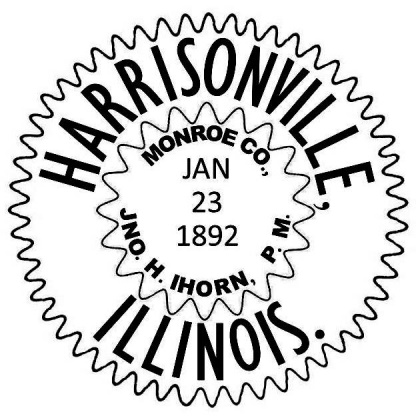 HARRISONVILLE,
MONROE CO.,
JAN
23
1892
JNO. H. IHORN, P. M.
ILLINOIS.